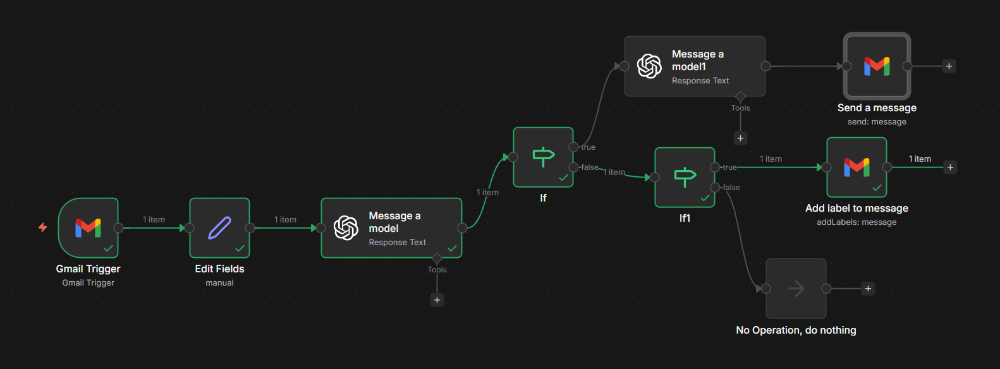 Message a
model1
Response Text
Tools
Send a message
send: message
true
false
1 item
If
true
false
1 item
1 item
If1
Add label to message
addLabels: message
1 item
Gmail Trigger
Gmail Trigger
1 item
Edit Fields
manual
1 item
Message a
model
Response Text
Tools
No Operation, do nothing